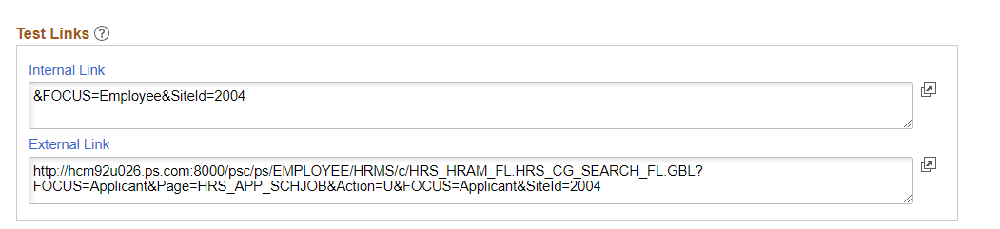 Test Links ?
Internal Link
&FOCUS=Employee&SiteId=2004
External Link
http://hcm92u026.ps.com:8000/psc/ps/EMPLOYEE/HRMS/c/HRS_HRAM_FL.HRS_CG_SEARCH_FL.GBL?
FOCUS=Applicant&Page=HRS_APP_SCHJOB&Action=U&FOCUS=Applicant&SiteId=2004